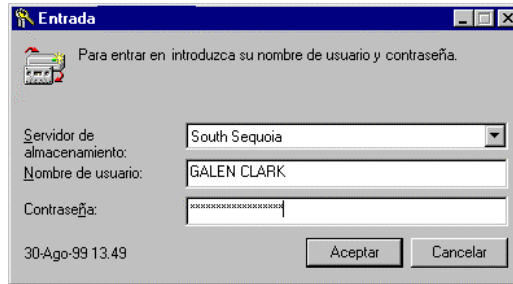 Entrada
Para entrar en introduzca su nombre de usuario y contraseña.
Servidor de
almacenamiento:
South Sequoia
Nombre de usuario:
GALEN CLARK
Contraseña:
******************
30-Ago-99 13.49
Aceptar
Cancelar